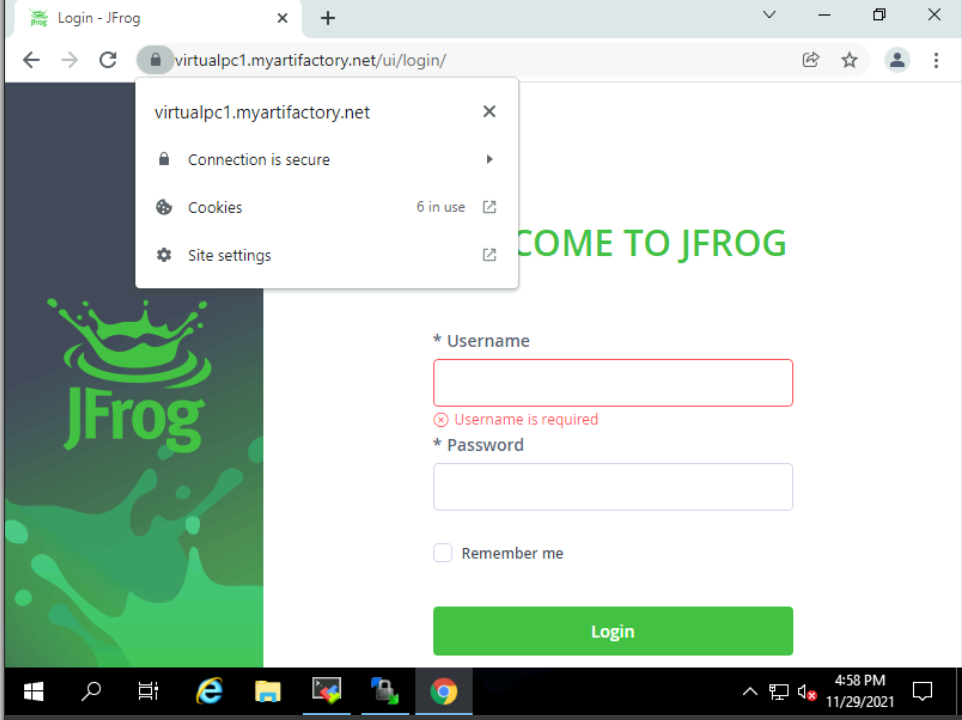 Login - JFrog
virtualpc1.myartifactory.net/ui/login/
virtualpc1.myartifactory.net
Connection is secure
Cookies 6 in use
Site settings
COME TO JFROG
JFrog
* Username
Username is required
* Password
Remember me
Login
4:58 PM
11/29/2021